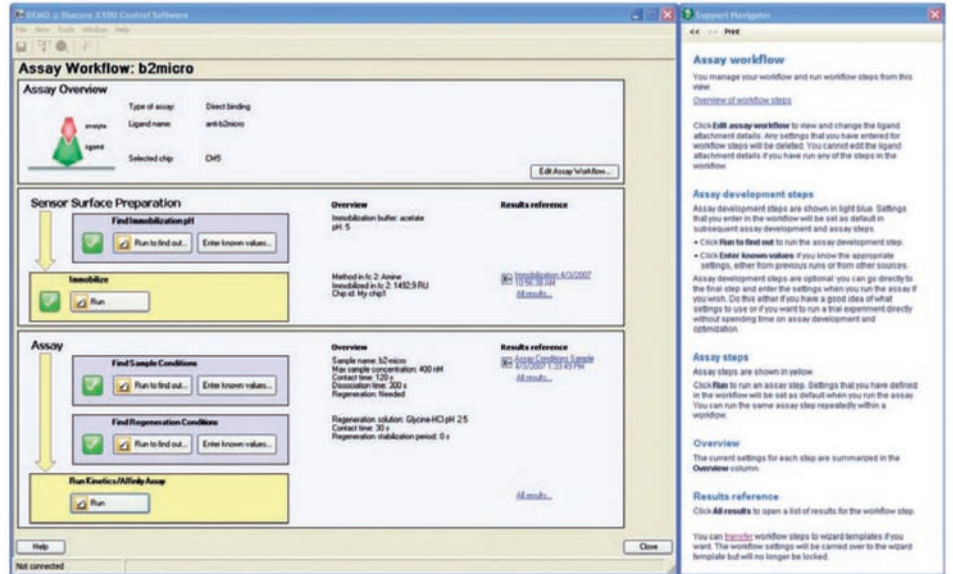 DEMO :: Biacore X100 Control Software
File View Tools Window Help
Assay Workflow: b2micro
Assay Overview
Type of assay: Direct binding
analyte
Ligand name: anti-b2micro
ligand
Selected chip: CM5
Edit Assay Workflow...
Sensor Surface Preparation
Overview
Results reference
Find Immobilization pH
Immobilization buffer: acetate
pH: 5
Run to find out...
Enter known values...
Immobilize
Method in fc 2: Amine
Immobilized in fc 2: 1492,9 RU
Chip id: My chip1
Immobilization 4/3/2007
10:56:38 AM
All results...
Run
Assay
Overview
Results reference
Find Sample Conditions
Sample name: b2-micro
Max sample concentration: 400 nM
Contact time: 120 s
Dissociation time: 300 s
Regeneration: Needed
Assay Conditions Sample
4/3/2007 1:33:49 PM
All results...
Run to find out...
Enter known values...
Find Regeneration Conditions
Regeneration solution: Glycine-HCl pH 2.5
Contact time: 30 s
Regeneration stabilization period: 0 s
Run to find out...
Enter known values...
Run Kinetics/Affinity Assay
Run
All results...
Help
Close
Not connected
Support Navigator
<< >> Print
Assay workflow
You manage your workflow and run workflow steps from this
view.
Overview of workflow steps
Click Edit assay workflow to view and change the ligand
attachment details. Any settings that you have entered for
workflow steps will be deleted. You cannot edit the ligand
attachment details if you have run any of the steps in the
workflow.
Assay development steps
Assay development steps are shown in light blue. Settings
that you enter in the workflow will be set as default in
subsequent assay development and assay steps.
• Click Run to find out to run the assay development step.
• Click Enter known values if you know the appropriate
settings, either from previous runs or from other sources.
Assay development steps are optional: you can go directly to
the final step and enter the settings when you run the assay if
you wish. Do this either if you have a good idea of what
settings to use or if you want to run a trial experiment directly
without spending time on assay development and
optimization.
Assay steps
Assay steps are shown in yellow.
Click Run to run an assay step. Settings that you have defined
in the workflow will be set as default when you run the assay.
You can run the same assay step repeatedly within a
workflow.
Overview
The current settings for each step are summarized in the
Overview column.
Results reference
Click All results to open a list of results for the workflow step.
You can transfer workflow steps to wizard templates if you
want. The workflow settings will be carried over to the wizard
template but will no longer be locked.